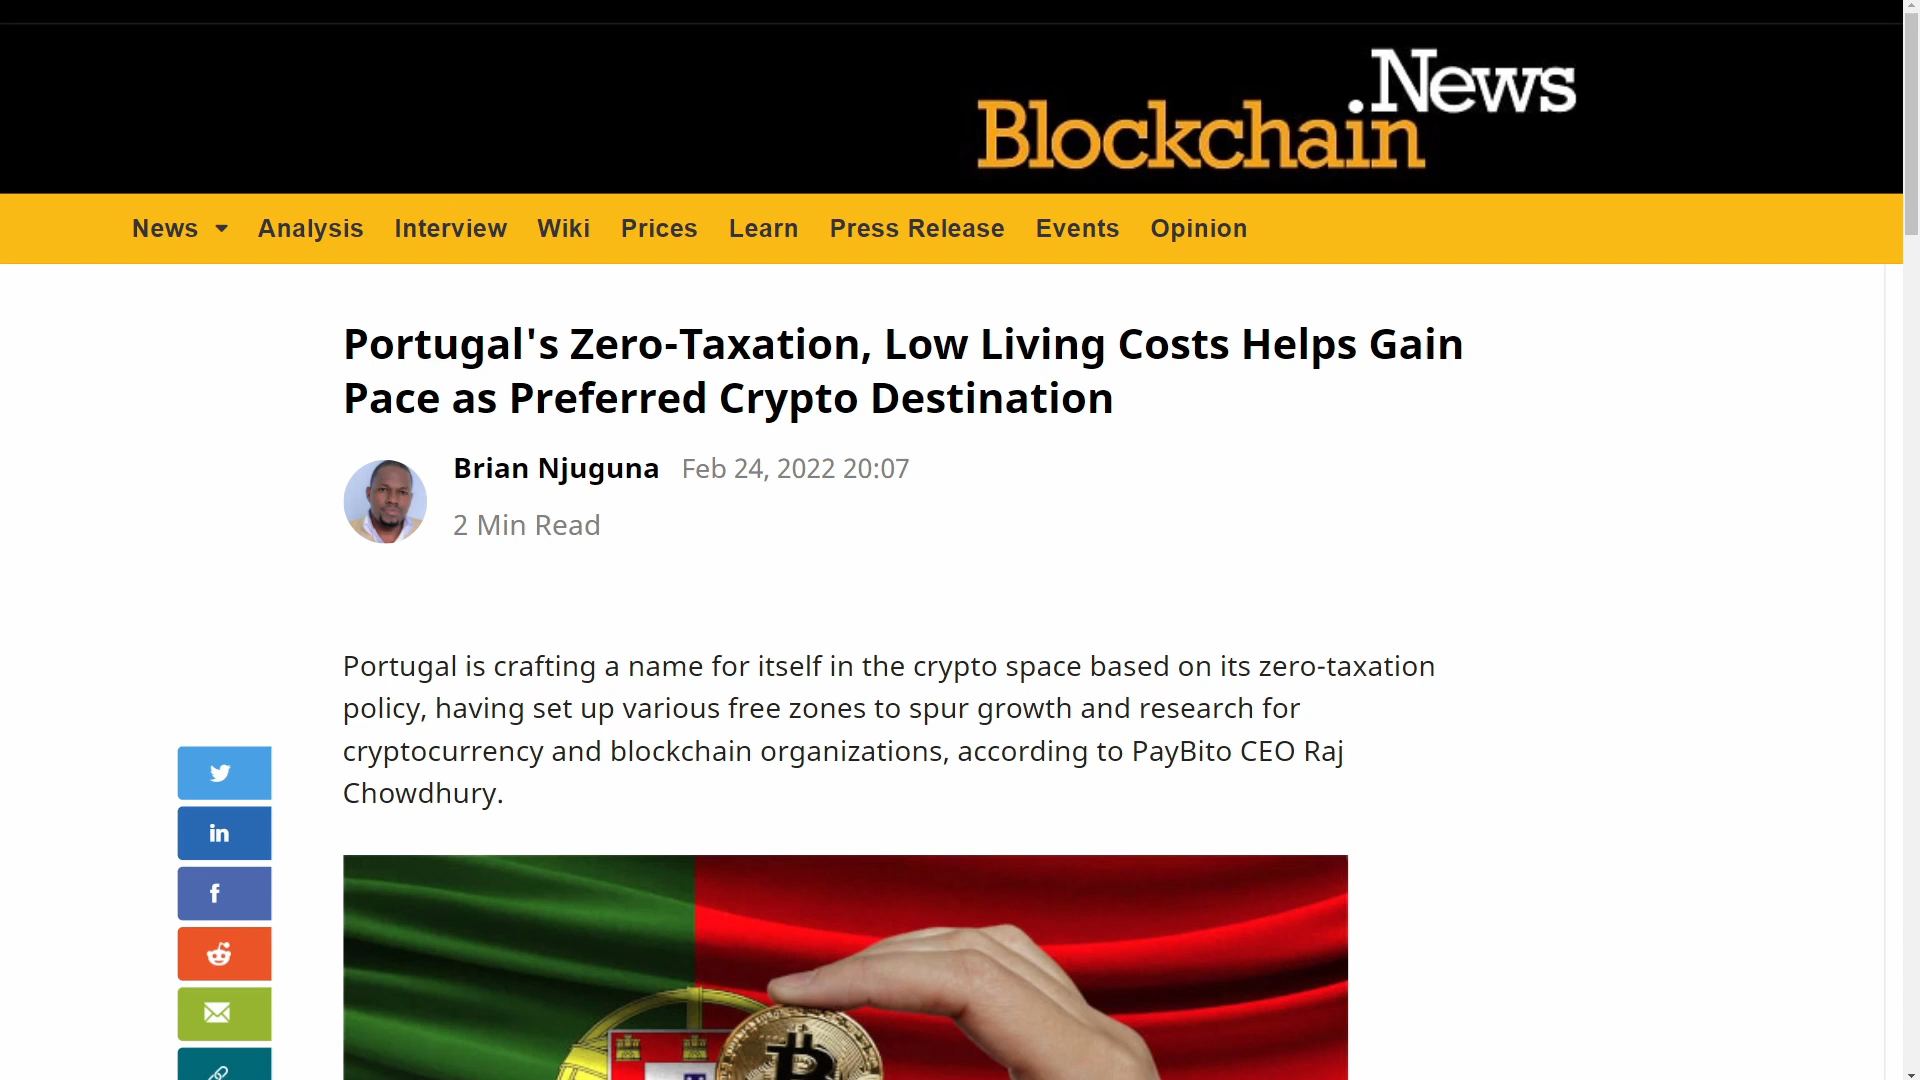 .News
Blockchain
News Analysis Interview Wiki Prices Learn Press Release Events Opinion
Portugal's Zero-Taxation, Low Living Costs Helps Gain
Pace as Preferred Crypto Destination
Brian Njuguna Feb 24, 2022 20:07
2 Min Read
Portugal is crafting a name for itself in the crypto space based on its zero-taxation
policy, having set up various free zones to spur growth and research for
cryptocurrency and blockchain organizations, according to PayBito CEO Raj
Chowdhury.